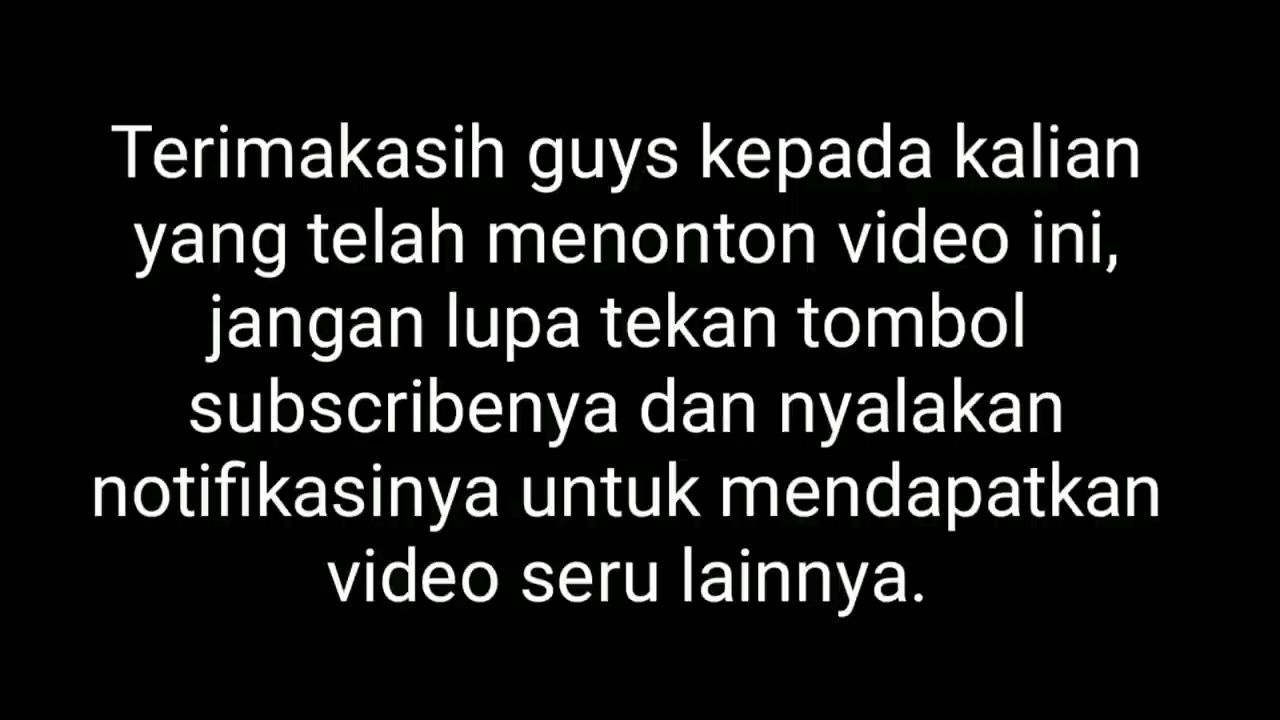 Terimakasih guys kepada kalian
yang telah menonton video ini,
jangan lupa tekan tombol
subscribenya dan nyalakan
notifikasinya untuk mendapatkan
video seru lainnya.